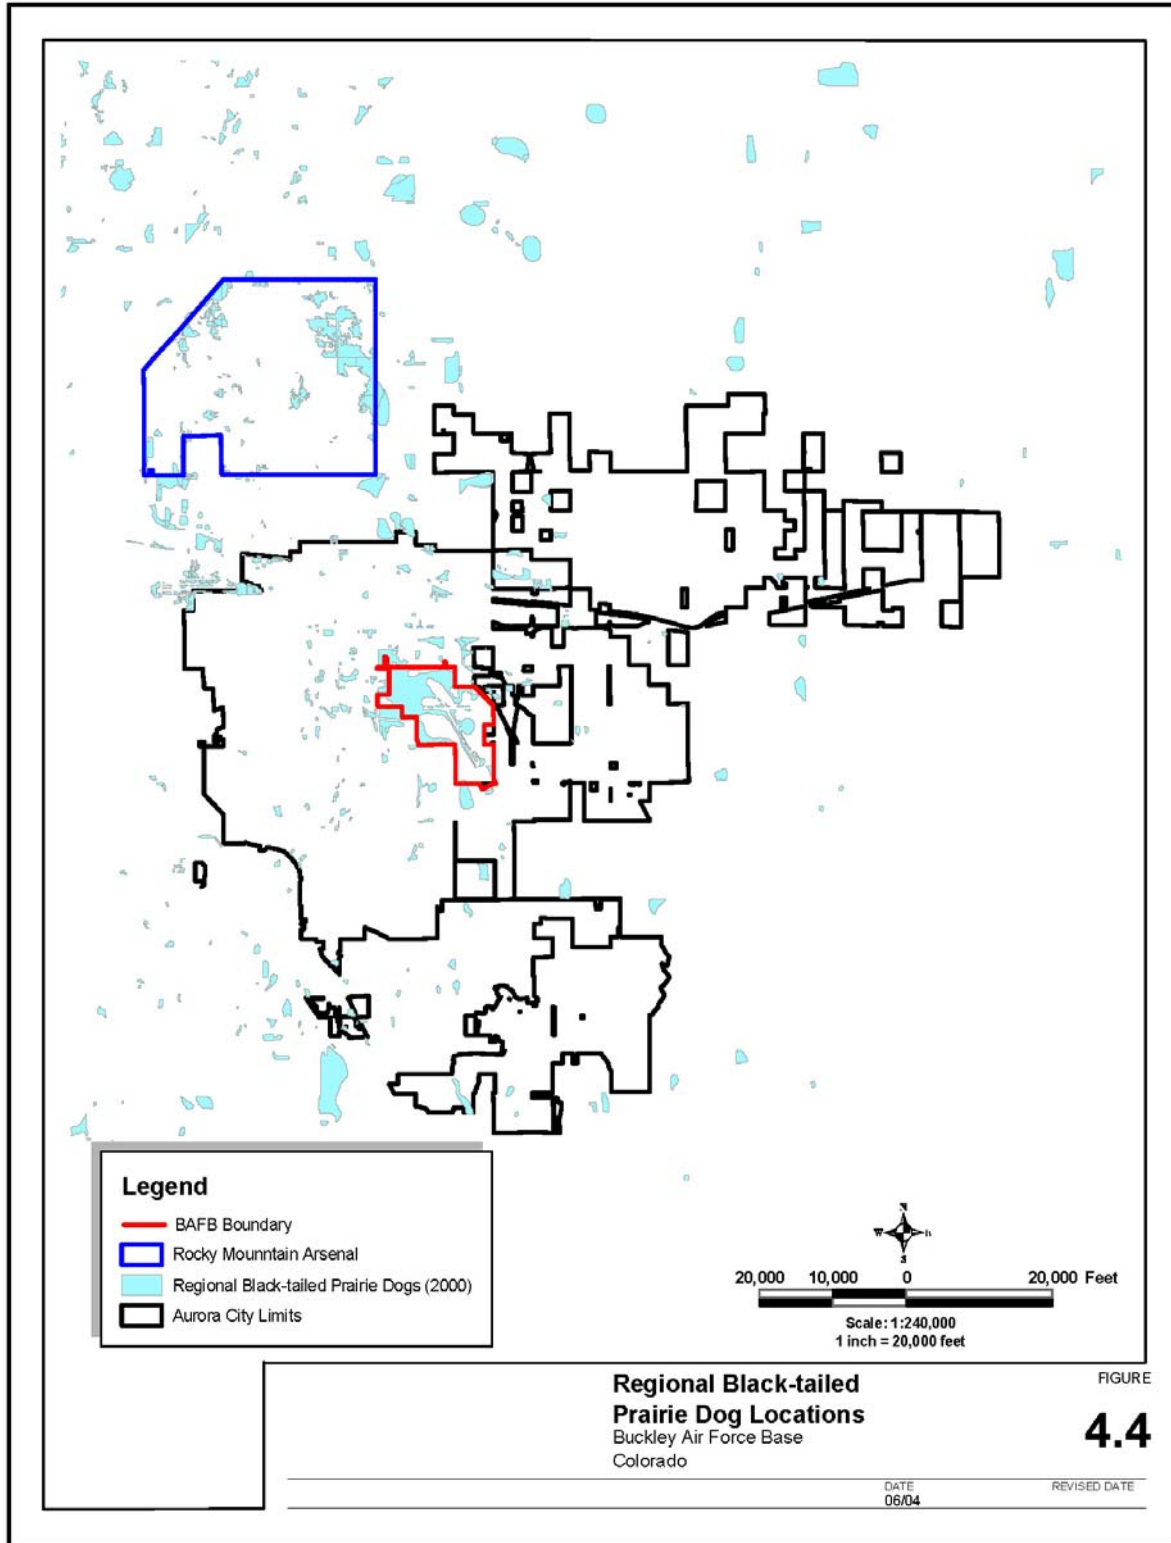 Legend
BAFB Boundary
Rocky Mounntain Arsenal
Regional Black-tailed Prairie Dogs (2000)
Aurora City Limits
N
W
S
20,000 10,000 0 20,000 Feet
Scale: 1:240,000
1 inch = 20,000 feet
Regional Black-tailed
Prairie Dog Locations
Buckley Air Force Base
Colorado
FIGURE
4.4
DATE
06/04
REVISED DATE